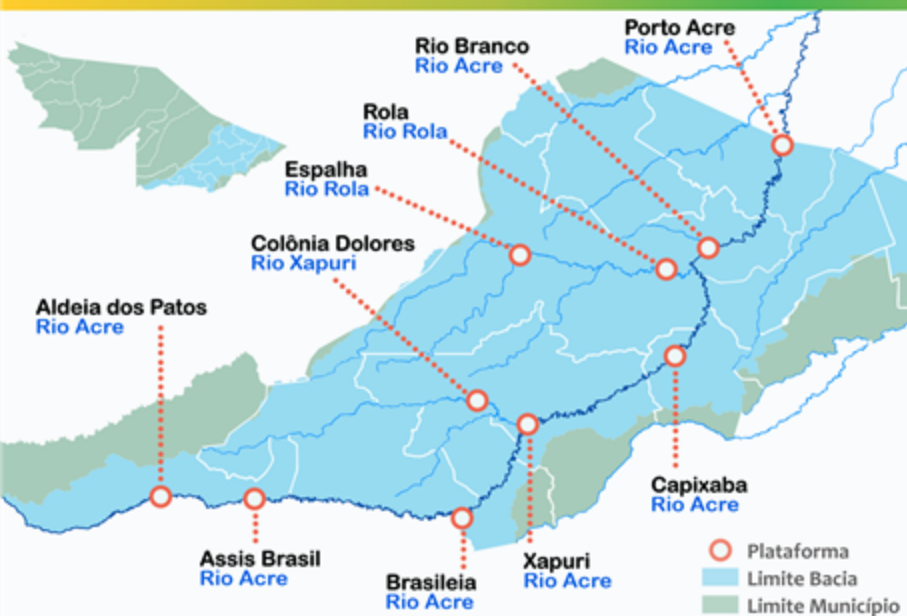 Porto Acre
Rio Acre
Rio Branco
Rio Acre
Rola
Rio Rola
Espalha
Rio Rola
Colônia Dolores
Rio Xapuri
Aldeia dos Patos
Rio Acre
Capixaba
Rio Acre
Assis Brasil
Rio Acre
Brasileia
Rio Acre
Xapuri
Rio Acre
Plataforma
Limite Bacia
Limite Município